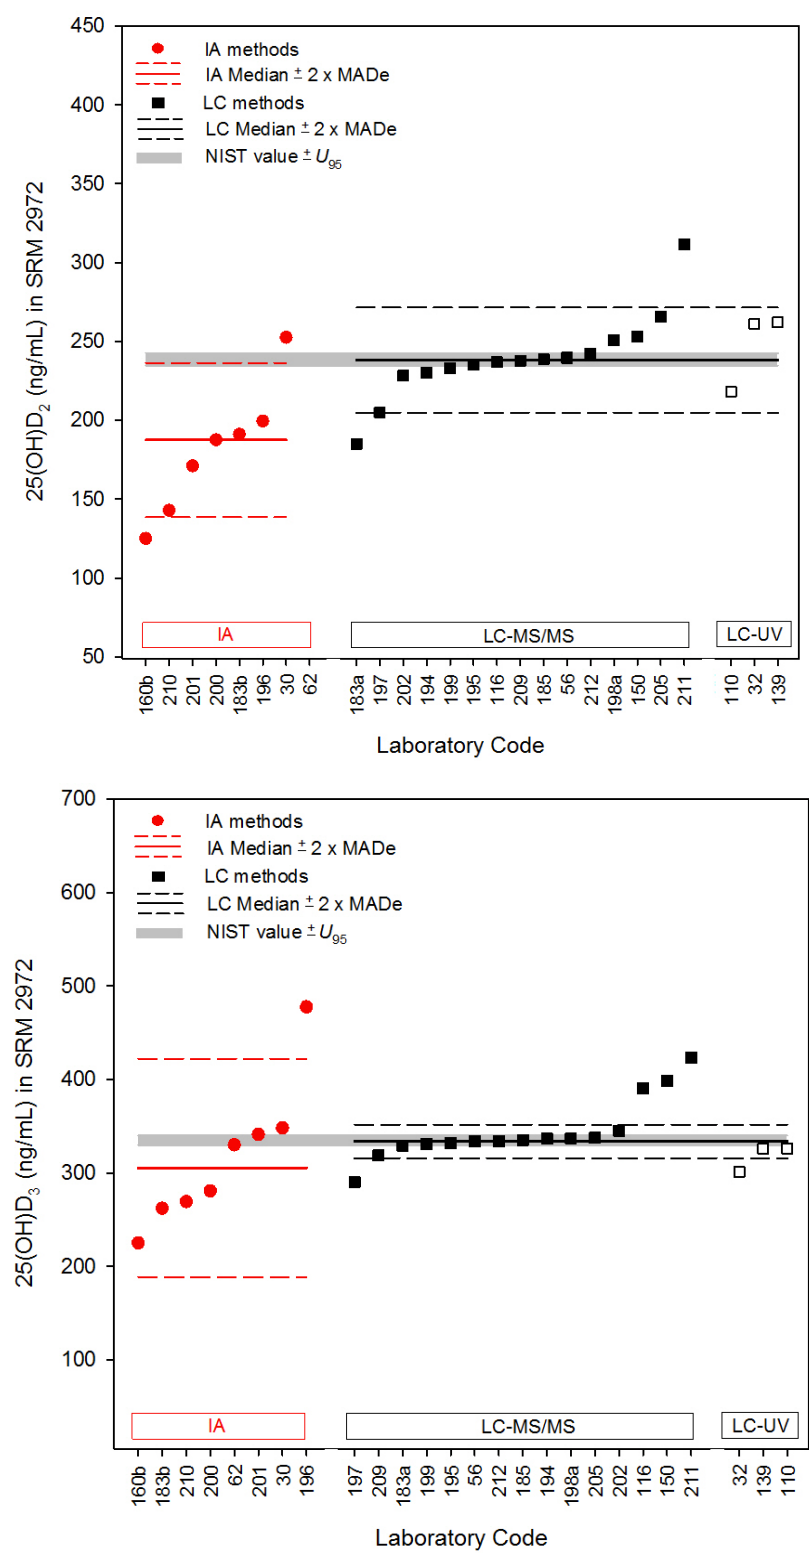 450
400
350
300
250
200
150
100
50
25(OH)D2 (ng/mL) in SRM 2972
IA methods
IA Median ± 2 x MADe
LC methods
LC Median ± 2 x MADe
NIST value ± U95
IA
LC-MS/MS
LC-UV
160b 210 201 200 183b 196 30 62 183a 197 202 194 199 195 116 209 185 56 212 198a 150 205 211 110 32 139
Laboratory Code
700
600
500
400
300
200
100
25(OH)D3 (ng/mL) in SRM 2972
IA methods
IA Median ± 2 x MADe
LC methods
LC Median ± 2 x MADe
NIST value ± U95
IA
LC-MS/MS
LC-UV
160b 183b 210 200 62 201 30 196 197 209 183a 199 195 56 212 185 194 198a 205 202 116 150 211 32 139 110
Laboratory Code